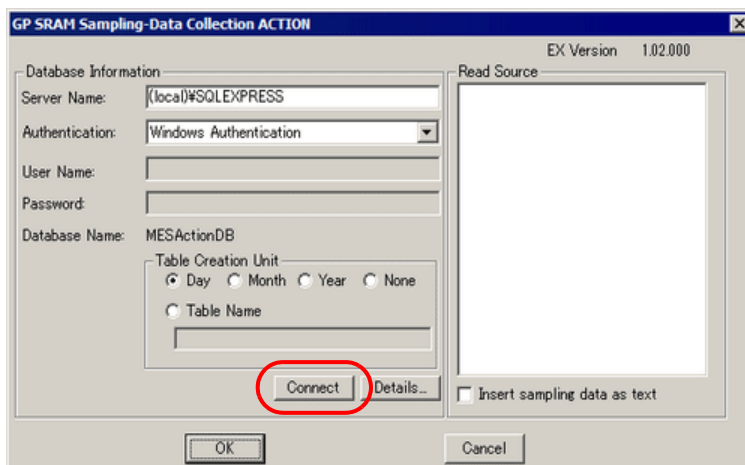 GP SRAM Sampling-Data Collection ACTION
EX Version 1.02.000
Database Information
Server Name: (local)¥SQLEXPRESS
Authentication: Windows Authentication
User Name:
Password:
Database Name: MESActionDB
Table Creation Unit
Day Month Year None
Table Name
Connect Details...
Read Source
Insert sampling data as text
OK Cancel